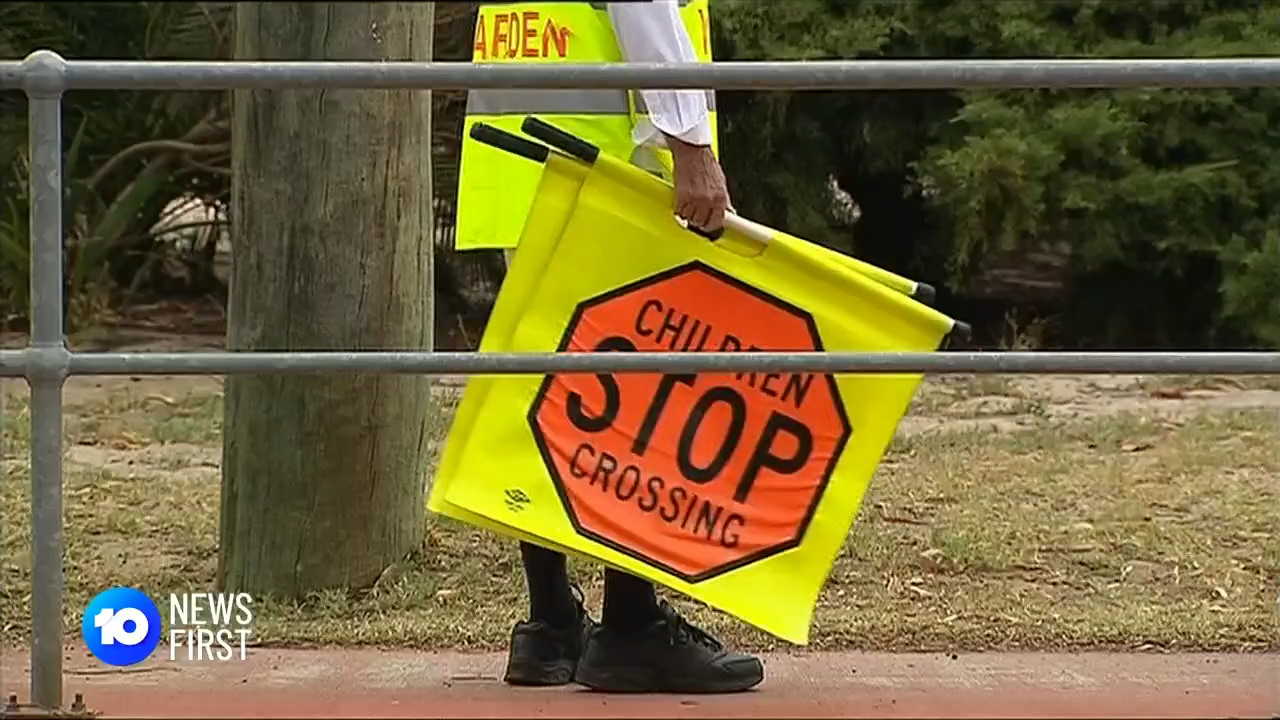 ARDEN
CHILDREN
STOP
CROSSING
10 NEWS
FIRST